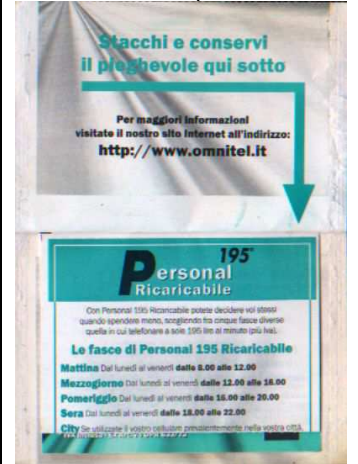 Stacchi e conservi
il pieghevole qui sotto
Per maggiori informazioni
visitate il nostro sito Internet all'indirizzo:
http://www.omnitel.it
195*
Personal
Ricaricabile
Con Personal 195 Ricaricabile potete decidere voi stessi
quando spendere meno, scegliendo fra cinque fasce diverse
quella in cui telefonare a sole 195 lire al minuto (più Iva).
Le fasce di Personal 195 Ricaricabile
Mattina Dal lunedì al venerdì dalle 8.00 alle 12.00
Mezzogiorno Dal lunedì al venerdì dalle 12.00 alle 16.00
Pomeriggio Dal lunedì al venerdì dalle 16.00 alle 20.00
Sera Dal lunedì al venerdì dalle 18.00 alle 22.00
City Se utilizzate il vostro cellulare prevalentemente nella vostra città.